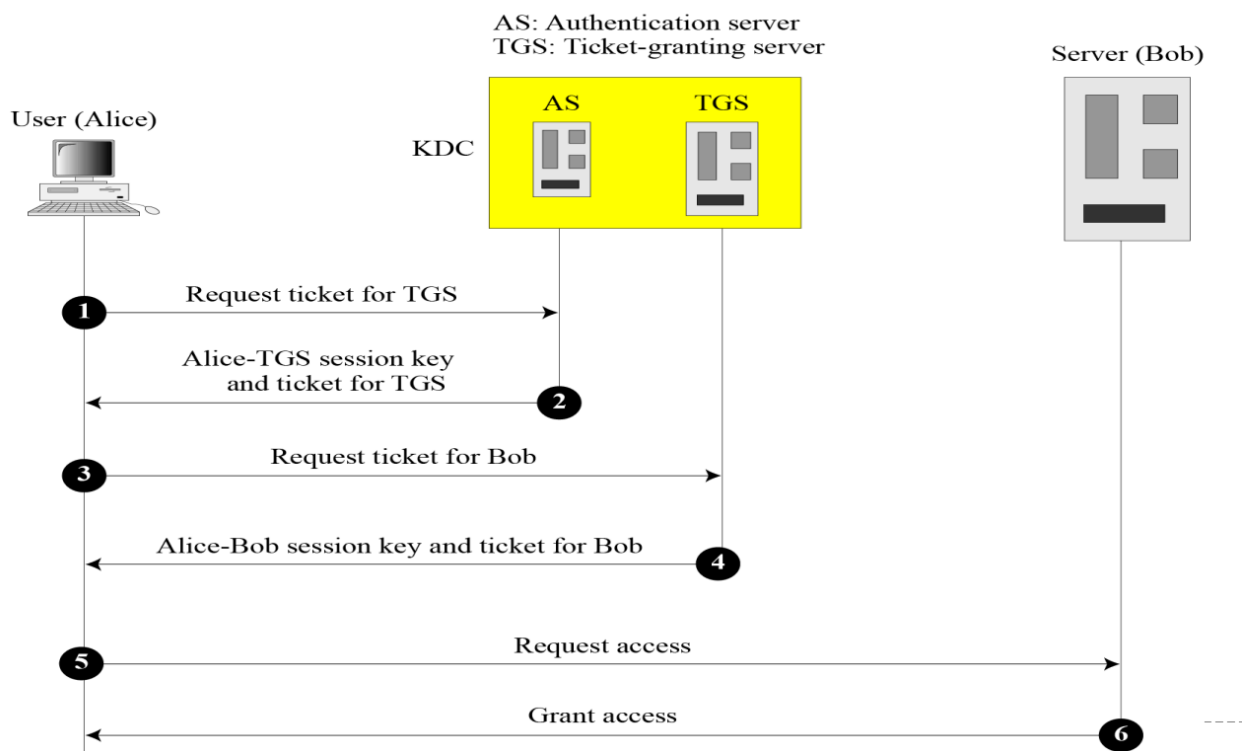 AS: Authentication server
TGS: Ticket-granting server
Server (Bob)
User (Alice)
AS
TGS
KDC
Request ticket for TGS
1
Alice-TGS session key
and ticket for TGS
2
Request ticket for Bob
3
Alice-Bob session key and ticket for Bob
4
Request access
5
Grant access
6